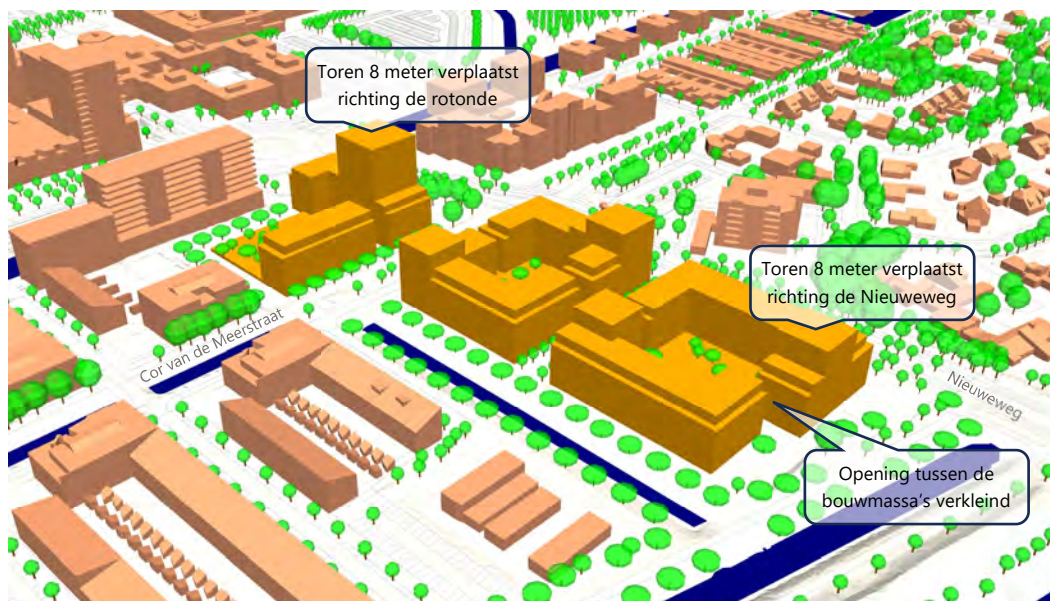 Toren 8 meter verplaatst
richting de rotonde
Toren 8 meter verplaatst
richting de Nieuweweg
Cor van de Meerstraat
Nieuweweg
Opening tussen de
bouwmassa's verkleind